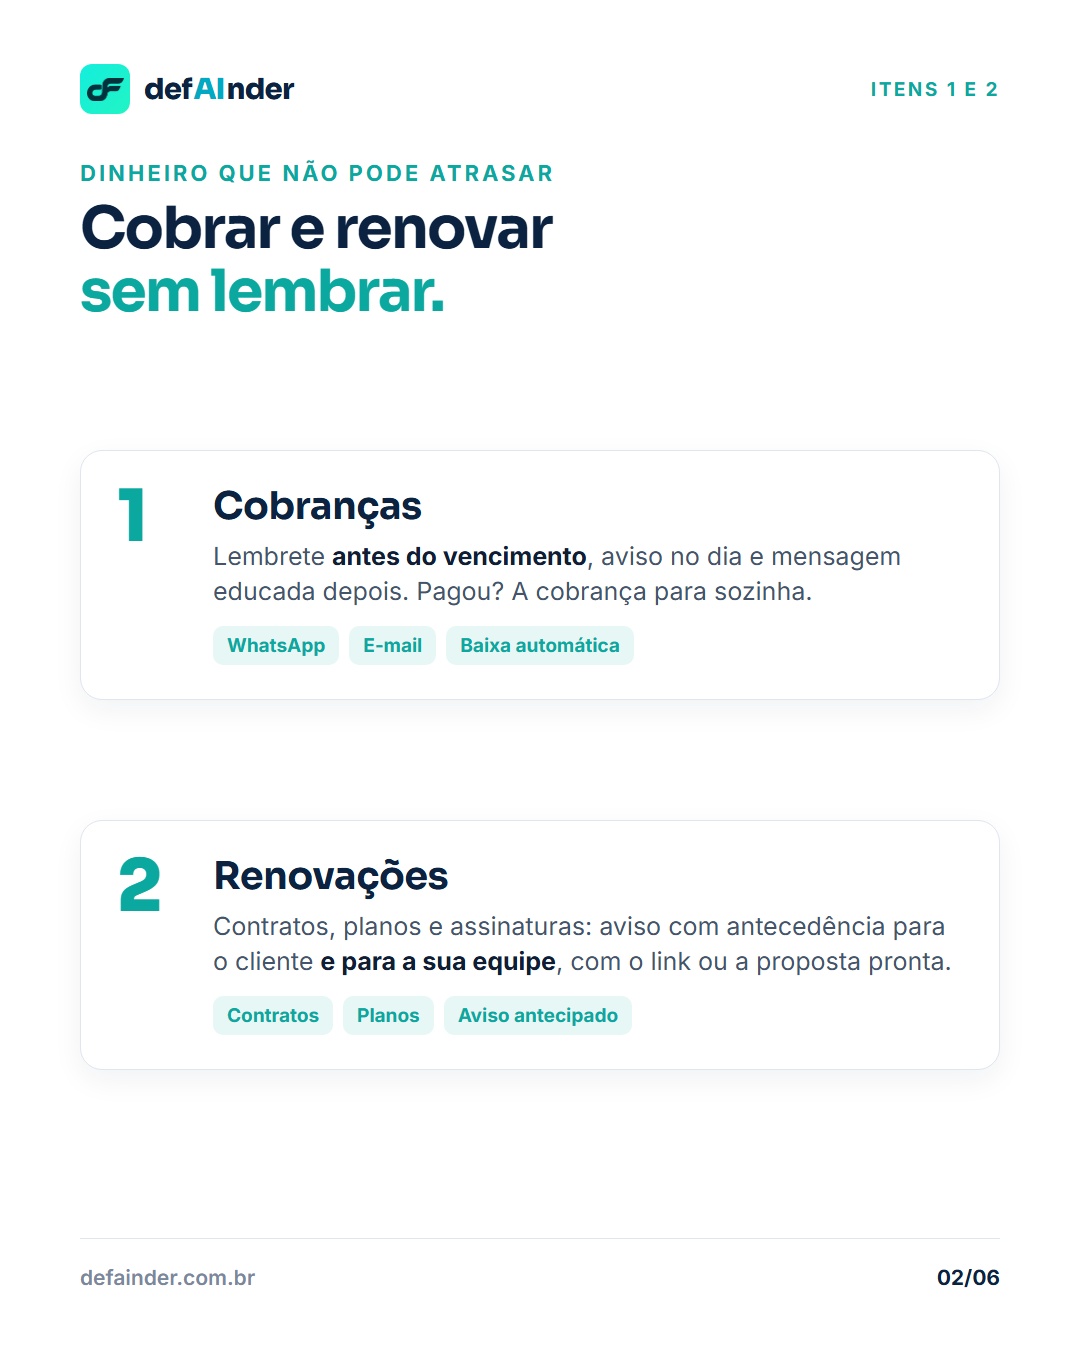 defAInder
ITENS 1 E 2
DINHEIRO QUE NÃO PODE ATRASAR
Cobrar e renovar
sem lembrar.
1
Cobranças
Lembrete antes do vencimento, aviso no dia e mensagem
educada depois. Pagou? A cobrança para sozinha.
WhatsApp E-mail Baixa automática
2
Renovações
Contratos, planos e assinaturas: aviso com antecedência para
o cliente e para a sua equipe, com o link ou a proposta pronta.
Contratos Planos Aviso antecipado
defainder.com.br
02/06